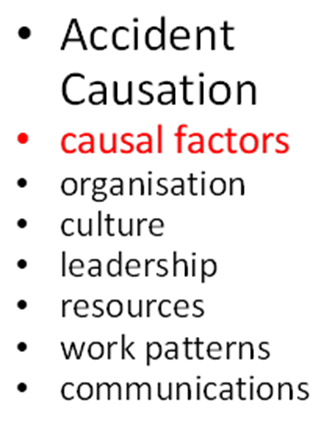 • Accident
Causation
• causal factors
• organisation
• culture
• leadership
• resources
• work patterns
• communications